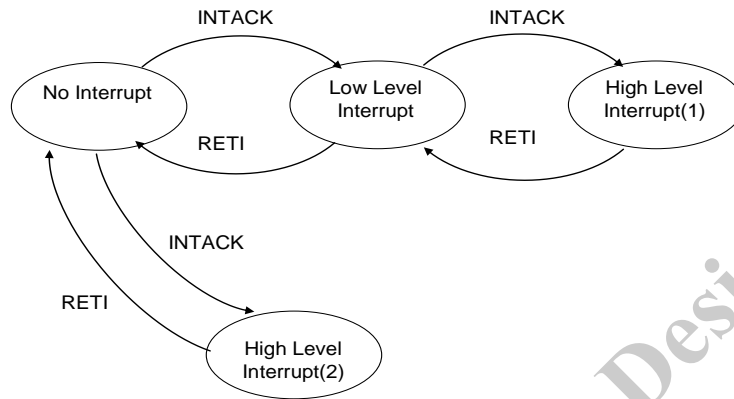 INTACK
INTACK
No Interrupt
Low Level
Interrupt
High Level
Interrupt(1)
RETI
RETI
INTACK
RETI
High Level
Interrupt(2)
Desi